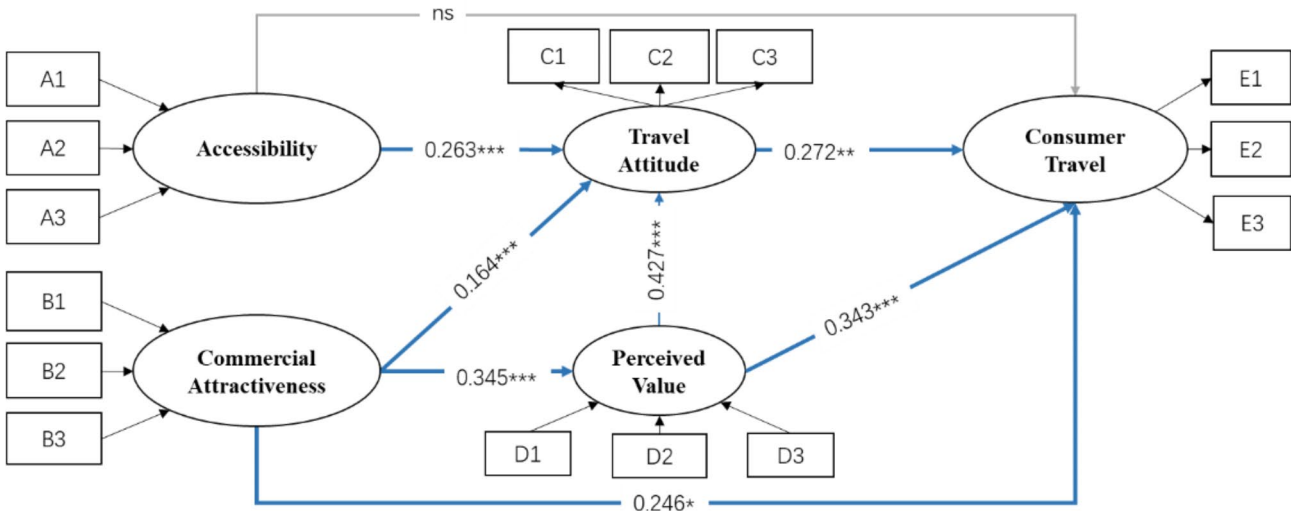 ns
C1
C2
C3
A1
A2
A3
Accessibility
0.263***
Travel
Attitude
0.272**
Consumer
Travel
E1
E2
E3
0.164***
0.427***
0.343***
B1
B2
B3
Commercial
Attractiveness
0.345***
Perceived
Value
D1
D2
D3
0.246*